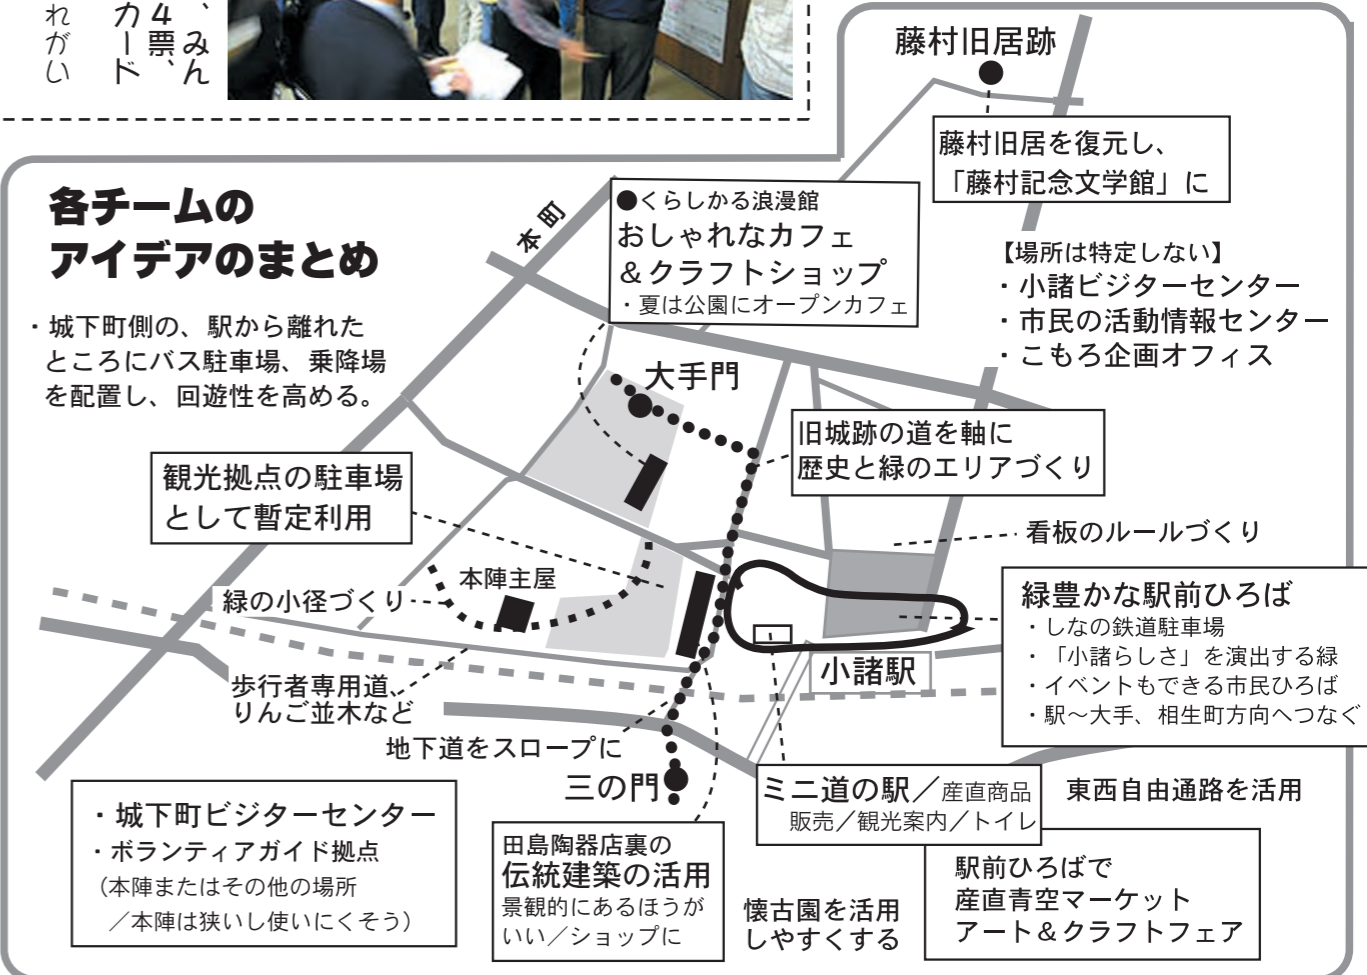 、みん
4票、
カード
れがい
藤村旧居跡
藤村旧居を復元し、
「藤村記念文学館」に
各チームの
アイデアのまとめ
・城下町側の、駅から離れた
ところにバス駐車場、乗降場
を配置し、回遊性を高める。
本町
●くらしかる浪漫館
おしゃれなカフェ
&クラフトショップ
・夏は公園にオープンカフェ
【場所は特定しない】
・小諸ビジターセンター
・市民の活動情報センター
・こもろ企画オフィス
大手門
旧城跡の道を軸に
歴史と緑のエリアづくり
観光拠点の駐車場
として暫定利用
看板のルールづくり
本陣主屋
緑の小径づくり
緑豊かな駅前ひろば
・しなの鉄道駐車場
・「小諸らしさ」を演出する緑
・イベントもできる市民ひろば
・駅〜大手、相生町方向へつなぐ
小諸駅
歩行者専用道、
りんご並木など
地下道をスロープに
三の門
ミニ道の駅／産直商品
販売／観光案内／トイレ
東西自由通路を活用
・城下町ビジターセンター
・ボランティアガイド拠点
（本陣またはその他の場所
／本陣は狭いし使いにくそう）
田島陶器店裏の
伝統建築の活用
景観的にあるほうが
いい／ショップに
懐古園を活用
しやすくする
駅前ひろばで
産直青空マーケット
アート＆クラフトフェア